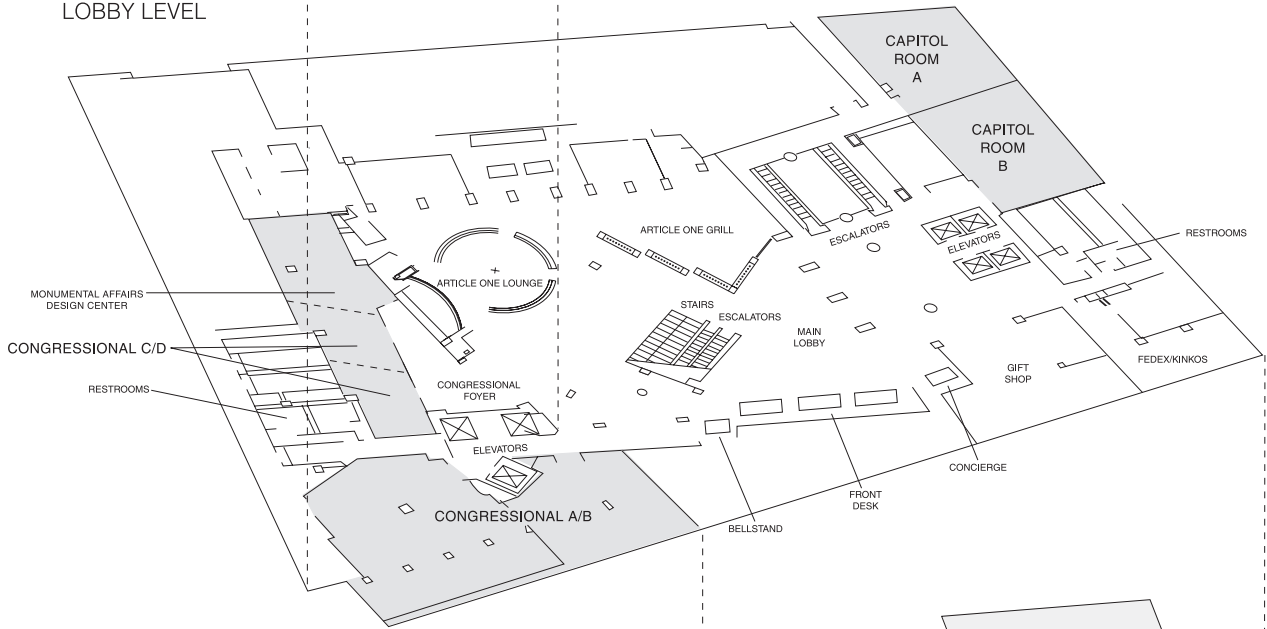 LOBBY LEVEL
CAPITOL
ROOM
A
CAPITOL
ROOM
B
ARTICLE ONE GRILL
ESCALATORS
ELEVATORS
RESTROOMS
ARTICLE ONE LOUNGE
MONUMENTAL AFFAIRS
DESIGN CENTER
STAIRS
ESCALATORS
MAIN
LOBBY
CONGRESSIONAL C/D
RESTROOMS
CONGRESSIONAL
FOYER
GIFT
SHOP
FEDEX/KINKOS
ELEVATORS
CONCIERGE
FRONT
DESK
BELLSTAND
CONGRESSIONAL A/B